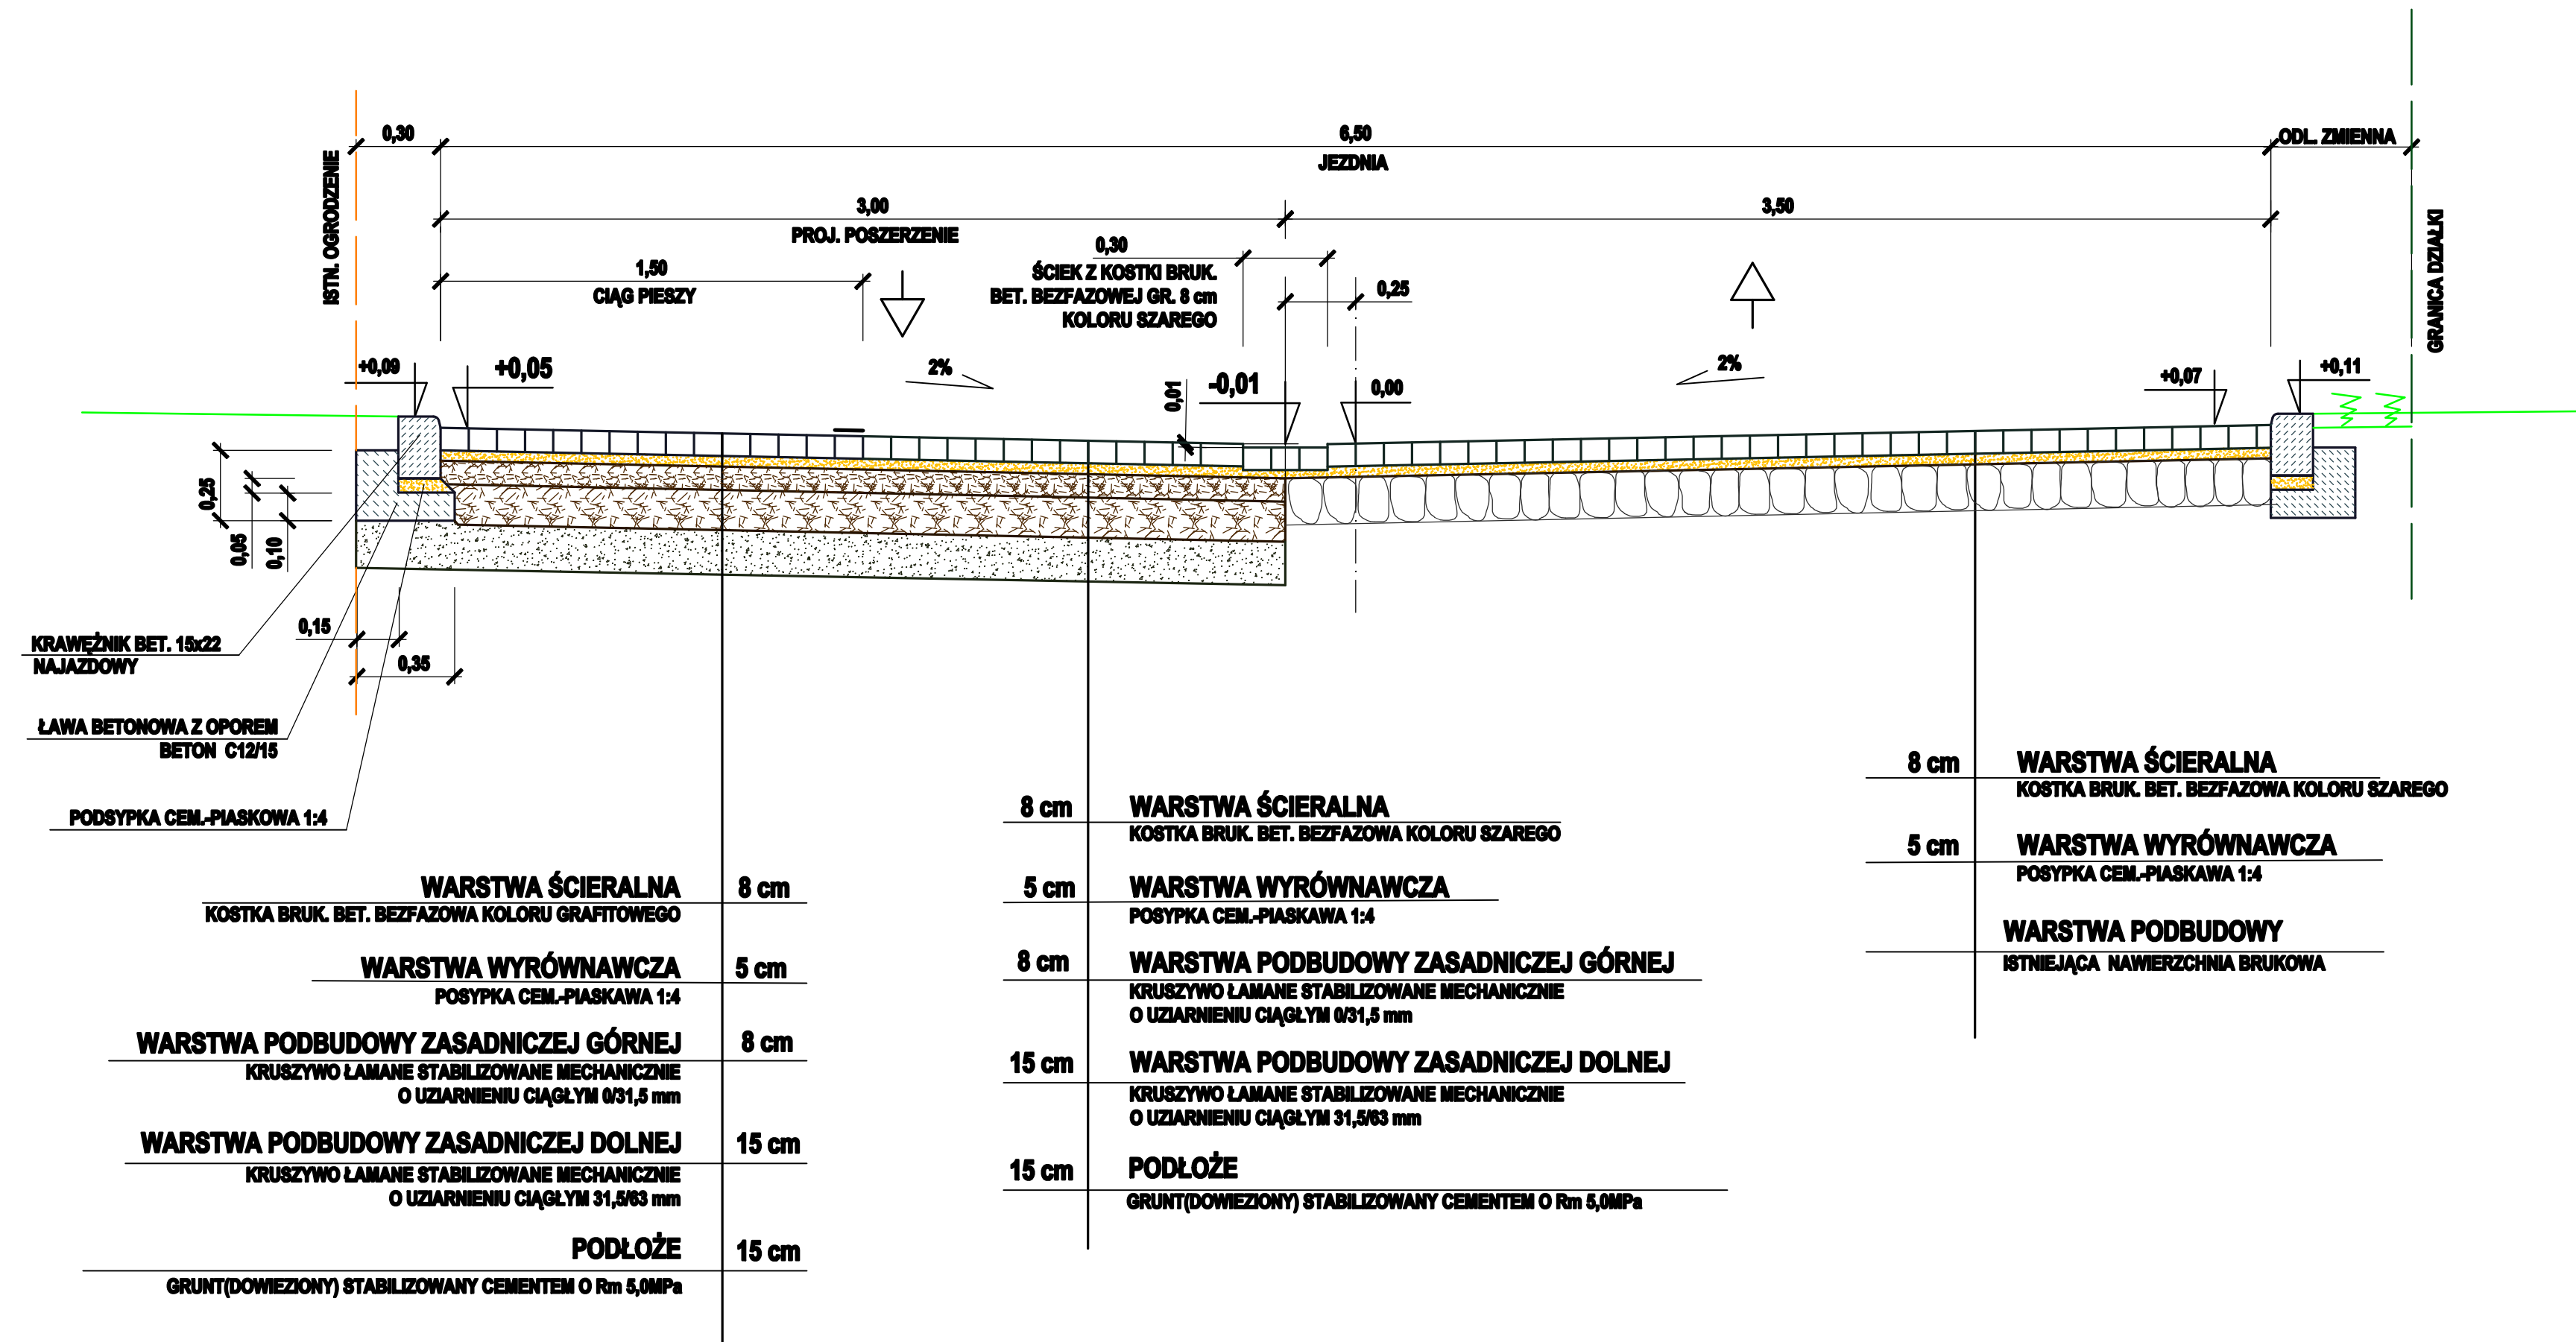 0,30
6,50
JEZDNIA
ODL. ZMIENNA
ISTN. OGRODZENIE
3,00
PROJ. POSZERZENIE
3,50
GRANICA DZIAŁKI
1,50
CIĄG PIESZY
0,30
ŚCIEK Z KOSTKI BRUK.
BET. BEZFAZOWEJ GR. 8 cm
KOLORU SZAREGO
0,25
+0,09
+0,05
2%
0,01
-0,01
0,00
2%
+0,07
+0,11
0,25
0,05
0,10
0,15
0,35
KRAWĘŻNIK BET. 15x22
NAJAZDOWY
ŁAWA BETONOWA Z OPOREM
BETON C12/15
PODSYPKA CEM.-PIASKOWA 1:4
WARSTWA ŚCIERALNA 8 cm
KOSTKA BRUK. BET. BEZFAZOWA KOLORU GRAFITOWEGO
WARSTWA WYRÓWNAWCZA 5 cm
POSYPKA CEM.-PIASKAWA 1:4
WARSTWA PODBUDOWY ZASADNICZEJ GÓRNEJ 8 cm
KRUSZYWO ŁAMANE STABILIZOWANE MECHANICZNIE
O UZIARNIENIU CIĄGŁYM 0/31,5 mm
WARSTWA PODBUDOWY ZASADNICZEJ DOLNEJ 15 cm
KRUSZYWO ŁAMANE STABILIZOWANE MECHANICZNIE
O UZIARNIENIU CIĄGŁYM 31,5/63 mm
PODŁOŻE 15 cm
GRUNT(DOWIEZIONY) STABILIZOWANY CEMENTEM O Rm 5,0MPa
8 cm WARSTWA ŚCIERALNA
KOSTKA BRUK. BET. BEZFAZOWA KOLORU SZAREGO
5 cm WARSTWA WYRÓWNAWCZA
POSYPKA CEM.-PIASKAWA 1:4
8 cm WARSTWA PODBUDOWY ZASADNICZEJ GÓRNEJ
KRUSZYWO ŁAMANE STABILIZOWANE MECHANICZNIE
O UZIARNIENIU CIĄGŁYM 0/31,5 mm
15 cm WARSTWA PODBUDOWY ZASADNICZEJ DOLNEJ
KRUSZYWO ŁAMANE STABILIZOWANE MECHANICZNIE
O UZIARNIENIU CIĄGŁYM 31,5/63 mm
15 cm PODŁOŻE
GRUNT(DOWIEZIONY) STABILIZOWANY CEMENTEM O Rm 5,0MPa
8 cm WARSTWA ŚCIERALNA
KOSTKA BRUK. BET. BEZFAZOWA KOLORU SZAREGO
5 cm WARSTWA WYRÓWNAWCZA
POSYPKA CEM.-PIASKAWA 1:4
WARSTWA PODBUDOWY
ISTNIEJĄCA NAWIERZCHNIA BRUKOWA